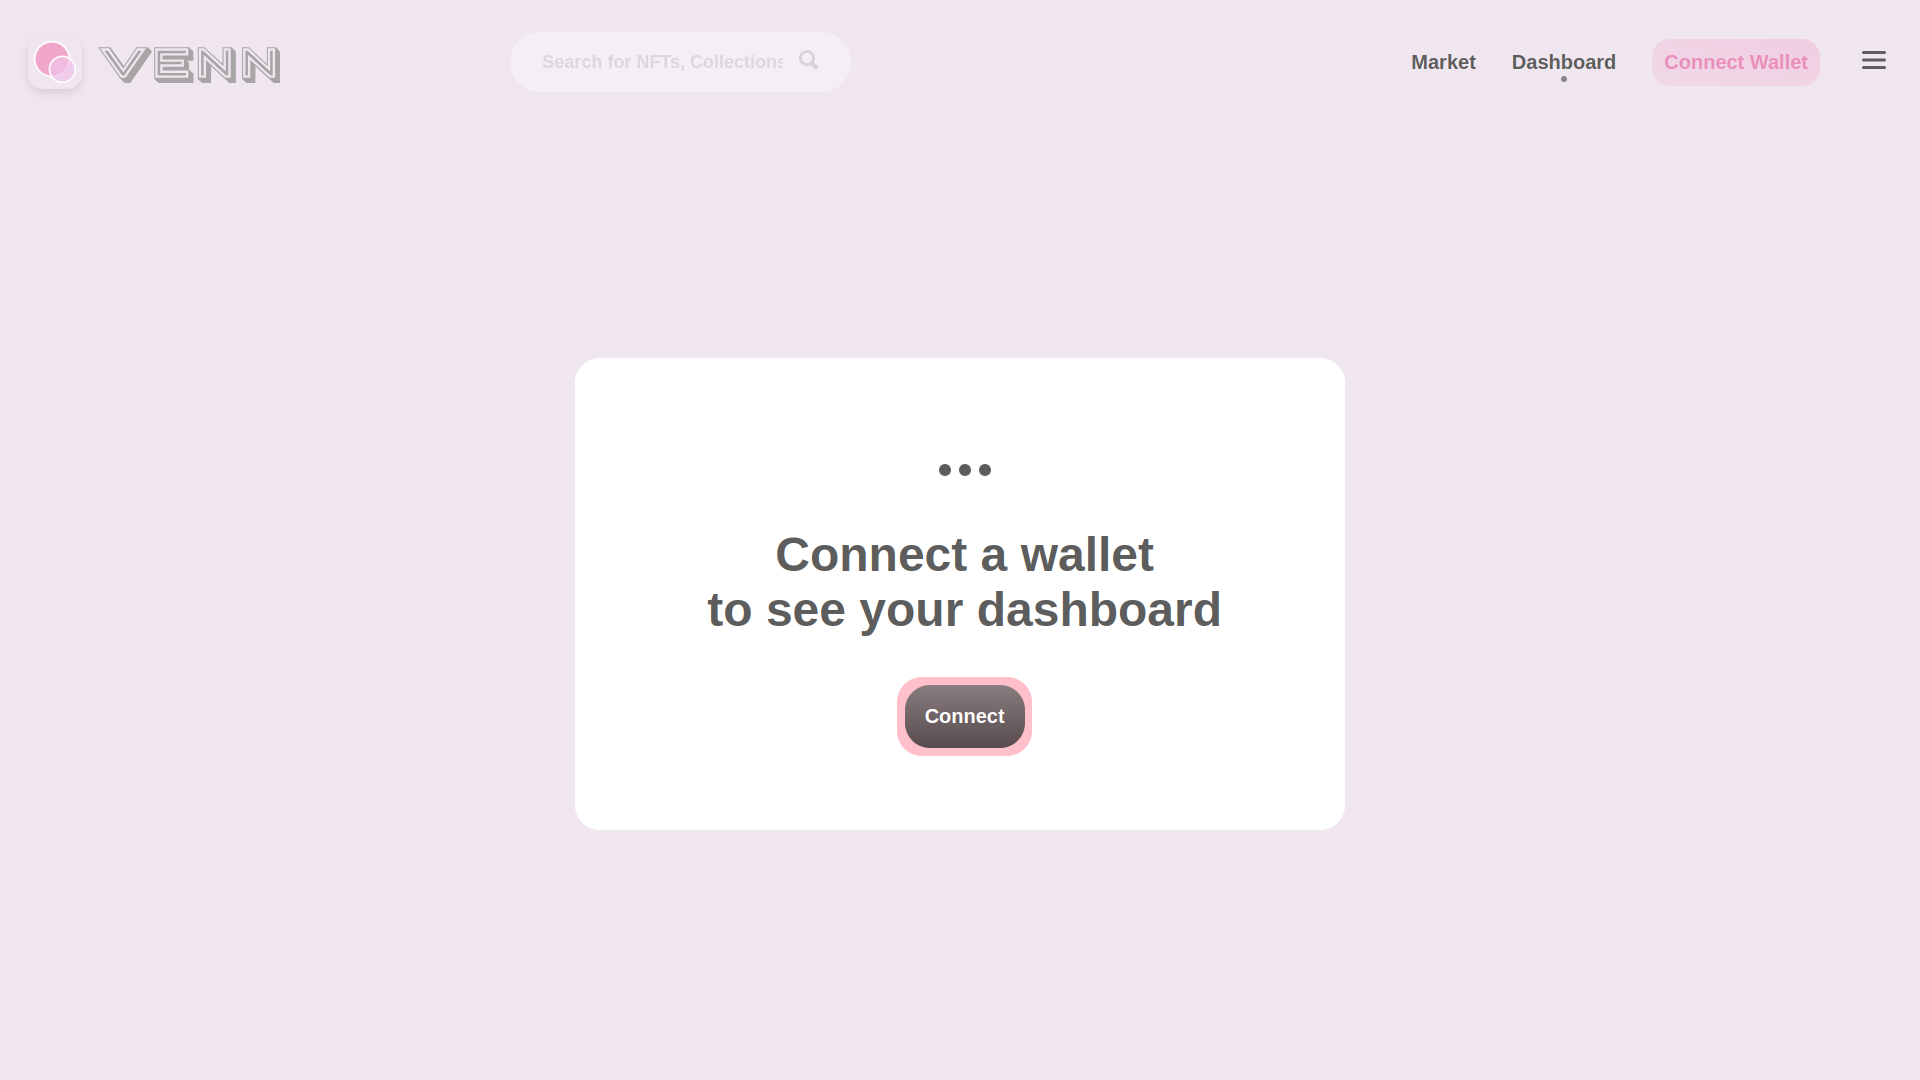 VENN
Search for NFTs, Collections
Market
Dashboard
Connect Wallet
Connect a wallet
to see your dashboard
Connect